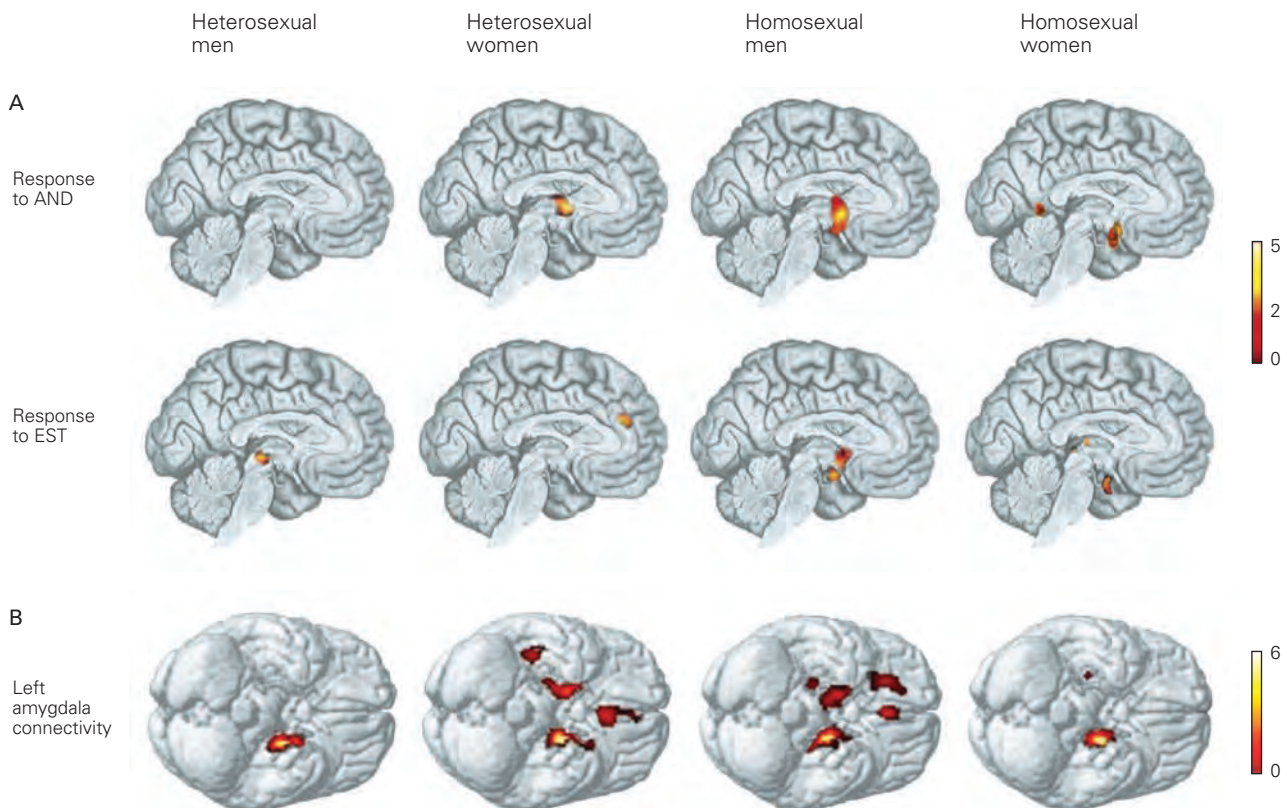 Heterosexual
men
Heterosexual
women
Homosexual
men
Homosexual
women
A
Response
to AND
5
2
0
Response
to EST
B
Left
amygdala
connectivity
6
0